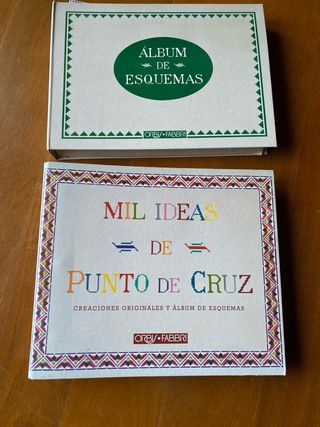 ÁLBUM
DE
ESQUEMAS
ORBIS•FABBRI
MIL IDEAS
DE
PUNTO DE CRUZ
CREACIONES ORIGINALES Y ÁLBUM DE ESQUEMAS
ORBIS•FABBRI